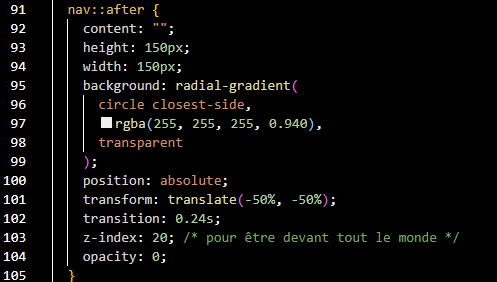 91 nav::after {
92 content: "";
93 height: 150px;
94 width: 150px;
95 background: radial-gradient(
96 circle closest-side,
97 rgba(255, 255, 255, 0.940),
98 transparent
99 );
100 position: absolute;
101 transform: translate(-50%, -50%);
102 transition: 0.24s;
103 z-index: 20; /* pour être devant tout le monde */
104 opacity: 0;
105 }